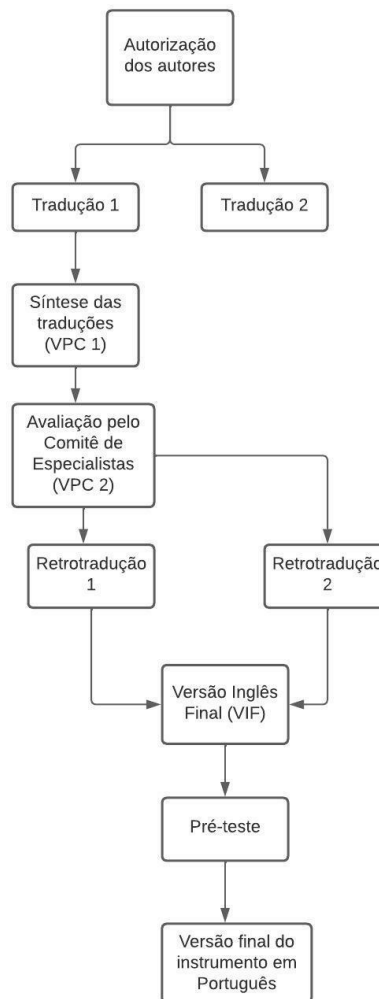 Autorização
dos autores
Tradução 1
Tradução 2
Síntese das
traduções
(VPC 1)
Avaliação pelo
Comitê de
Especialistas
(VPC 2)
Retrotradução
1
Retrotradução
2
Versão Inglês
Final (VIF)
Pré-teste
Versão final do
instrumento em
Português